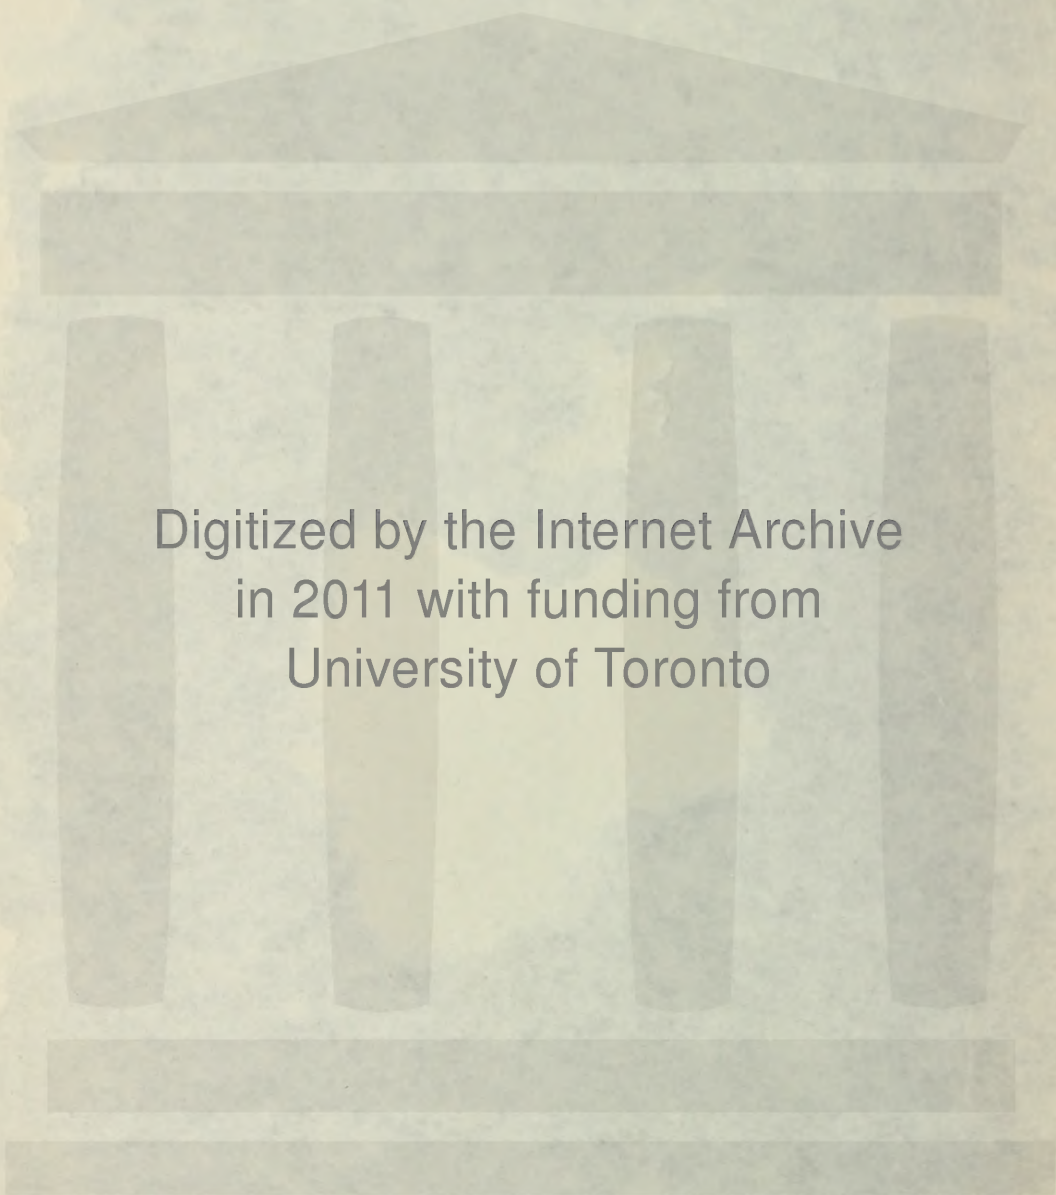 Digitized by the Internet Archive
in 2011 with funding from
University of Toronto